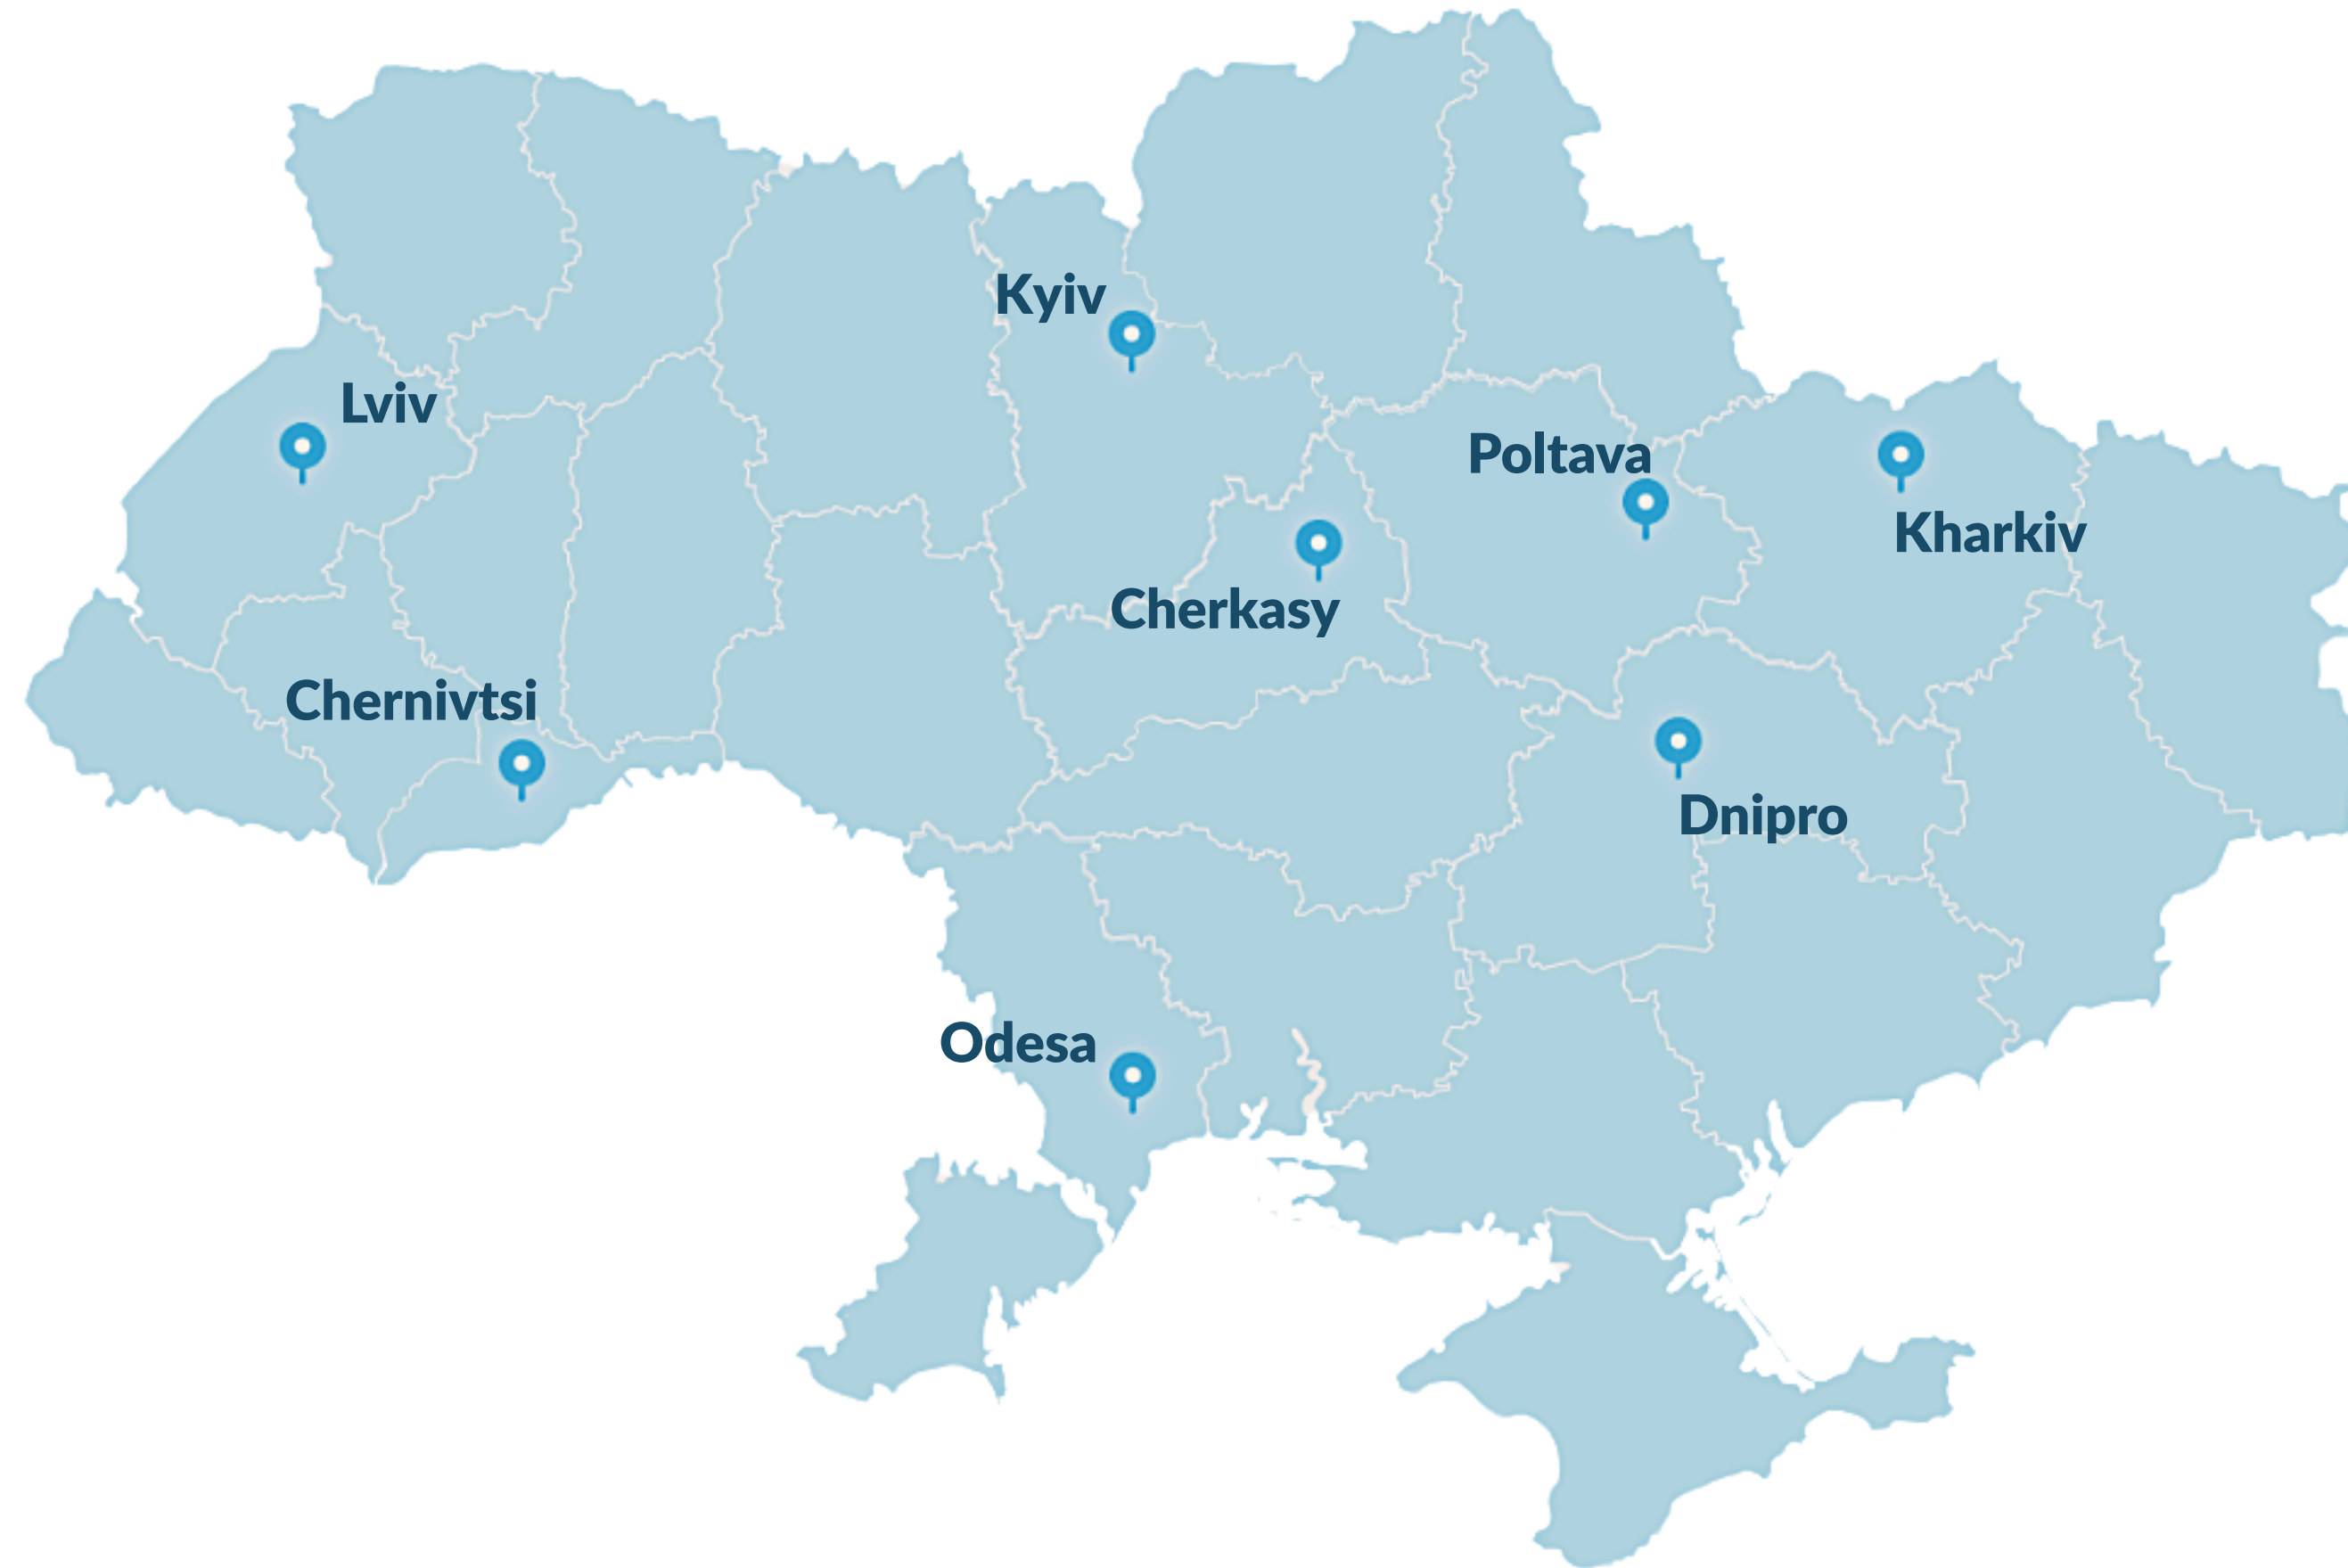 Kyiv
Lviv
Poltava
Kharkiv
Cherkasy
Chernivtsi
Dnipro
Odesa